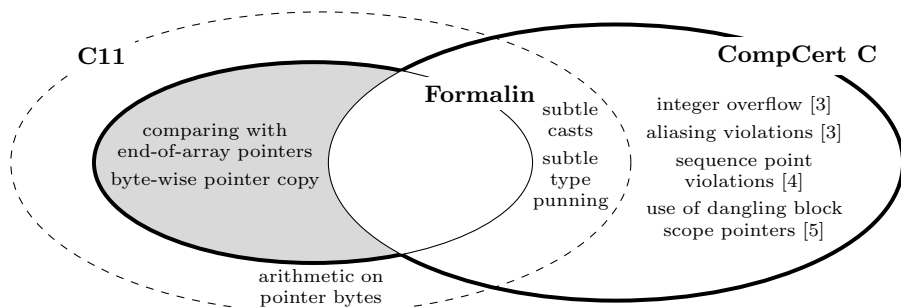 C11
CompCert C
Formalin
comparing with
end-of-array pointers
byte-wise pointer copy
subtle
casts
subtle
type
punning
integer overflow [3]
aliasing violations [3]
sequence point
violations [4]
use of dangling block
scope pointers [5]
arithmetic on
pointer bytes